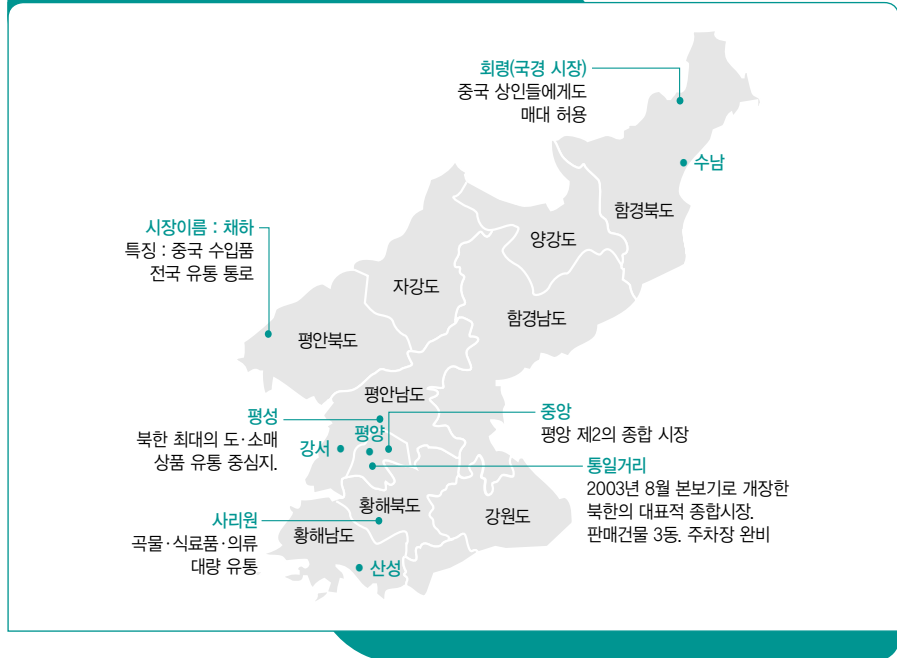 회령(국경 시장)
중국 상인들에게도
매대 허용
수남
함경북도
시장이름 : 채하
특징 : 중국 수입품
전국 유통 통로
양강도
자강도
함경남도
평안북도
평안남도
평성
북한 최대의 도·소매
상품 유통 중심지.
강서
평양
중앙
평앙 제2의 종합 시장
통일거리
2003년 8월 본보기로 개장한
북한의 대표적 종합시장.
판매건물 3동. 주차장 완비
황해북도
강원도
사리원
곡물·식료품·의류
대량 유통
황해남도
산성